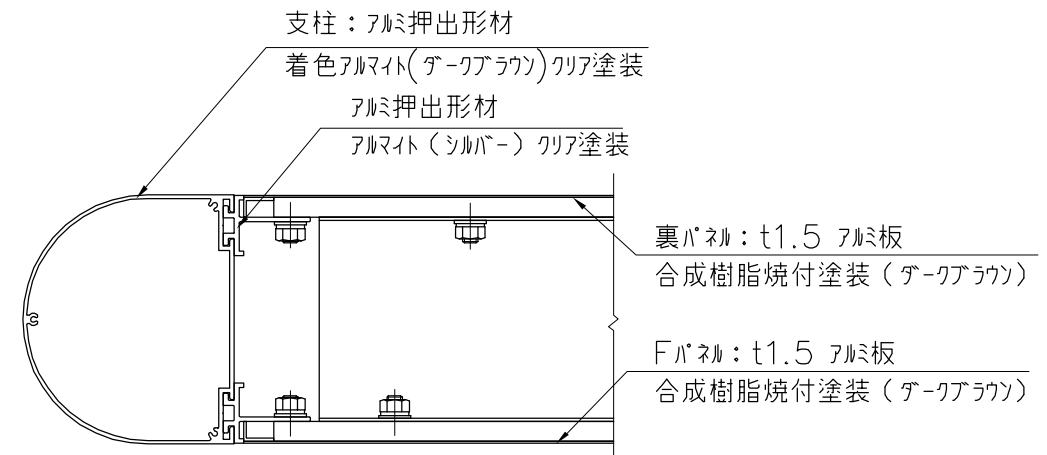 支柱：ｱﾙﾐ押出形材
着色ｱﾙﾏｲﾄ(ﾀﾞｰｸﾌﾞﾗｳﾝ)ｸﾘｱ塗装
ｱﾙﾐ押出形材
ｱﾙﾏｲﾄ（ｼﾙﾊﾞｰ）ｸﾘｱ塗装
裏ﾊﾟﾈﾙ：t1.5 ｱﾙﾐ板
合成樹脂焼付塗装（ﾀﾞｰｸﾌﾞﾗｳﾝ）
Fﾊﾟﾈﾙ：t1.5 ｱﾙﾐ板
合成樹脂焼付塗装（ﾀﾞｰｸﾌﾞﾗｳﾝ）